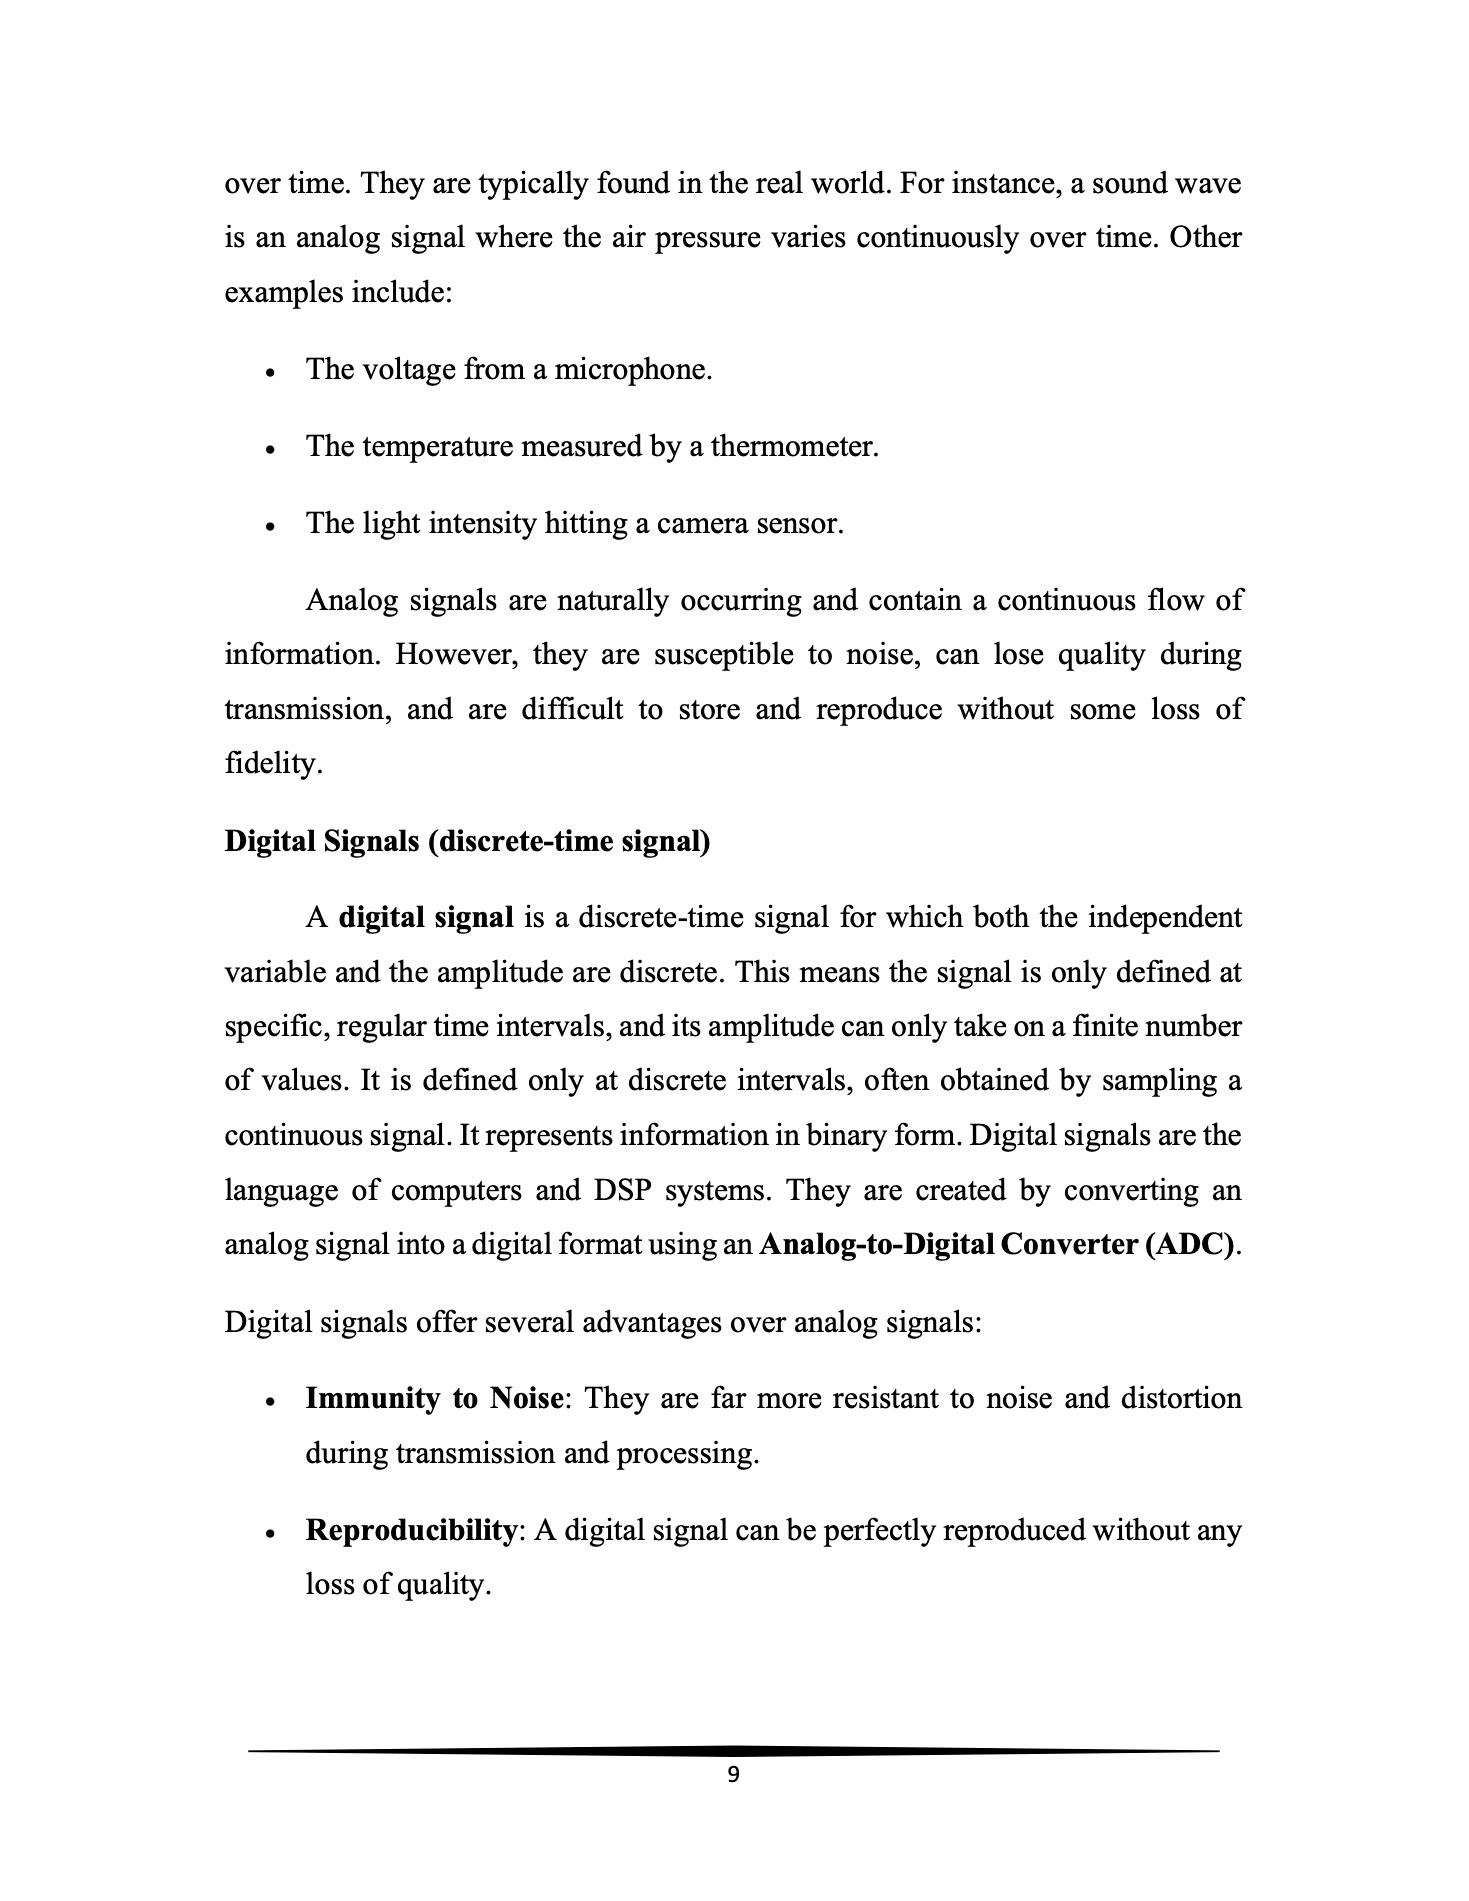 over time. They are typically found in the real world. For instance, a sound wave
is an analog signal where the air pressure varies continuously over time. Other
examples include:
• The voltage from a microphone.
• The temperature measured by a thermometer.
• The light intensity hitting a camera sensor.
Analog signals are naturally occurring and contain a continuous flow of
information. However, they are susceptible to noise, can lose quality during
transmission, and are difficult to store and reproduce without some loss of
fidelity.
Digital Signals (discrete-time signal)
A digital signal is a discrete-time signal for which both the independent
variable and the amplitude are discrete. This means the signal is only defined at
specific, regular time intervals, and its amplitude can only take on a finite number
of values. It is defined only at discrete intervals, often obtained by sampling a
continuous signal. It represents information in binary form. Digital signals are the
language of computers and DSP systems. They are created by converting an
analog signal into a digital format using an Analog-to-Digital Converter (ADC).
Digital signals offer several advantages over analog signals:
• Immunity to Noise: They are far more resistant to noise and distortion
during transmission and processing.
• Reproducibility: A digital signal can be perfectly reproduced without any
loss of quality.
9